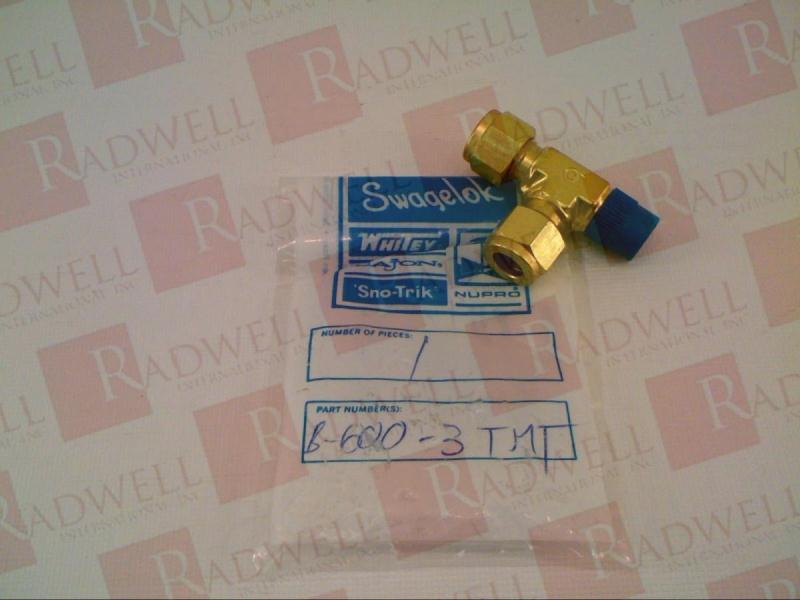 Swagelok
WHITEY
CAJON®
"Sno-Trik"
NUPRO
NUMBER OF PIECES:
1
PART NUMBER(S):
B-600-3TMT
RADWELL
INTERNATIONAL, INC